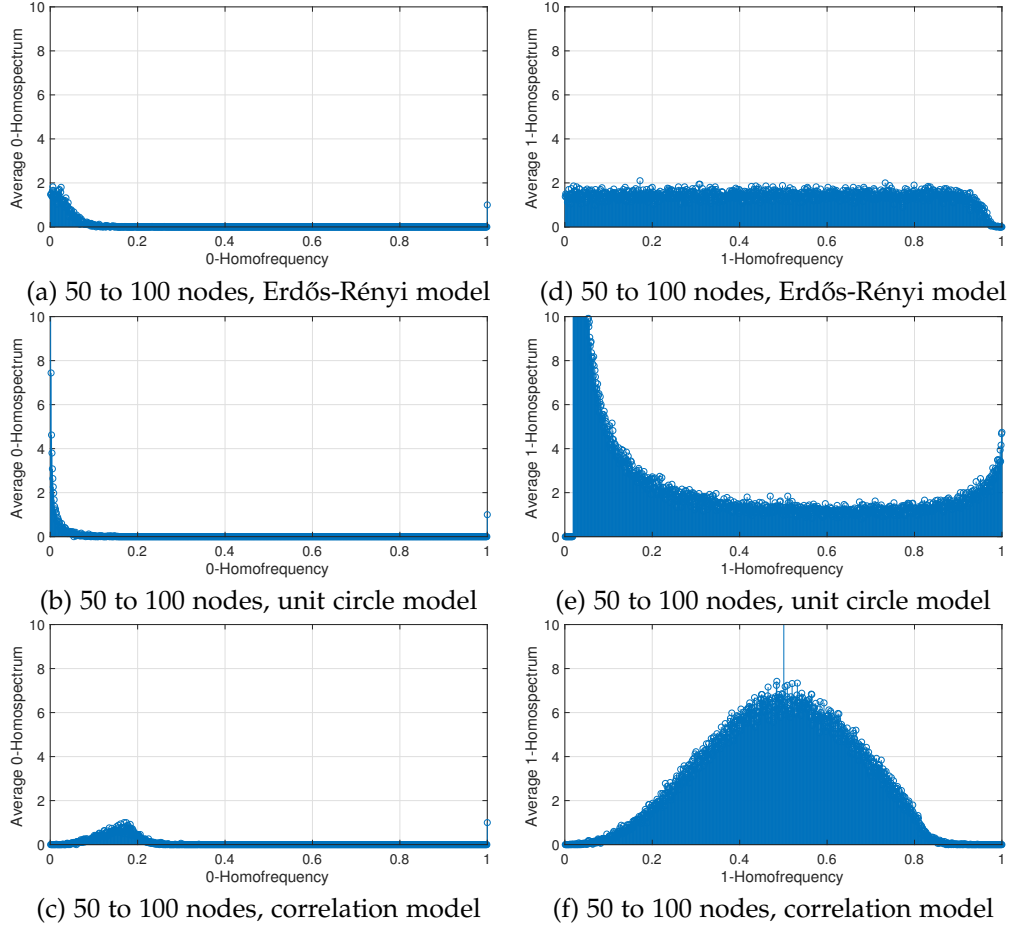 10
8
6
4
2
0
Average 0-Homospectrum
0 0.2 0.4 0.6 0.8 1
0-Homofrequency
(a) 50 to 100 nodes, Erdős-Rényi model
10
8
6
4
2
0
Average 1-Homospectrum
0.2 0.4 0.6 0.8 1
1-Homofrequency
(d) 50 to 100 nodes, Erdős-Rényi model
10
8
6
4
2
0
Average 0-Homospectrum
0 0.2 0.4 0.6 0.8 1
0-Homofrequency
(b) 50 to 100 nodes, unit circle model
10
8
6
4
2
0
Average 1-Homospectrum
0.2 0.4 0.6 0.8 1
1-Homofrequency
(e) 50 to 100 nodes, unit circle model
10
8
6
4
2
0
Average 0-Homospectrum
0 0.2 0.4 0.6 0.8 1
0-Homofrequency
(c) 50 to 100 nodes, correlation model
10
8
6
4
2
0
Average 1-Homospectrum
0.2 0.4 0.6 0.8 1
1-Homofrequency
(f) 50 to 100 nodes, correlation model